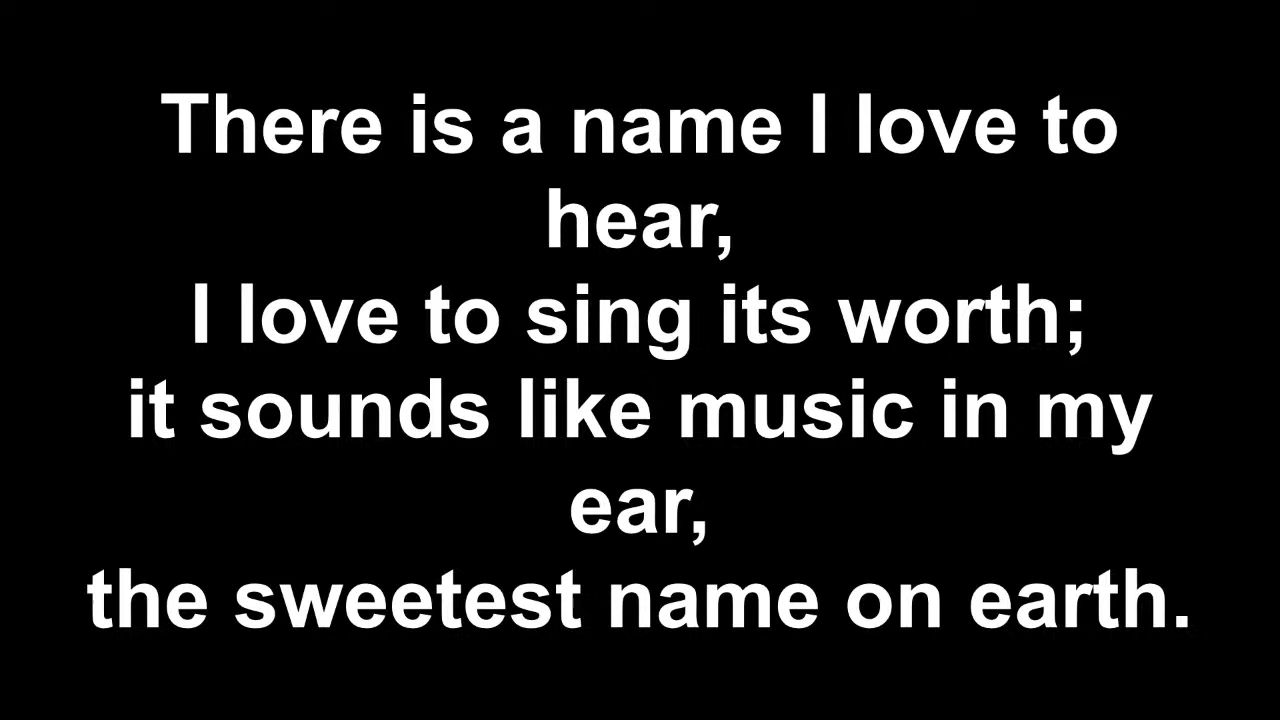 There is a name I love to
hear,
I love to sing its worth;
it sounds like music in my
ear,
the sweetest name on earth.